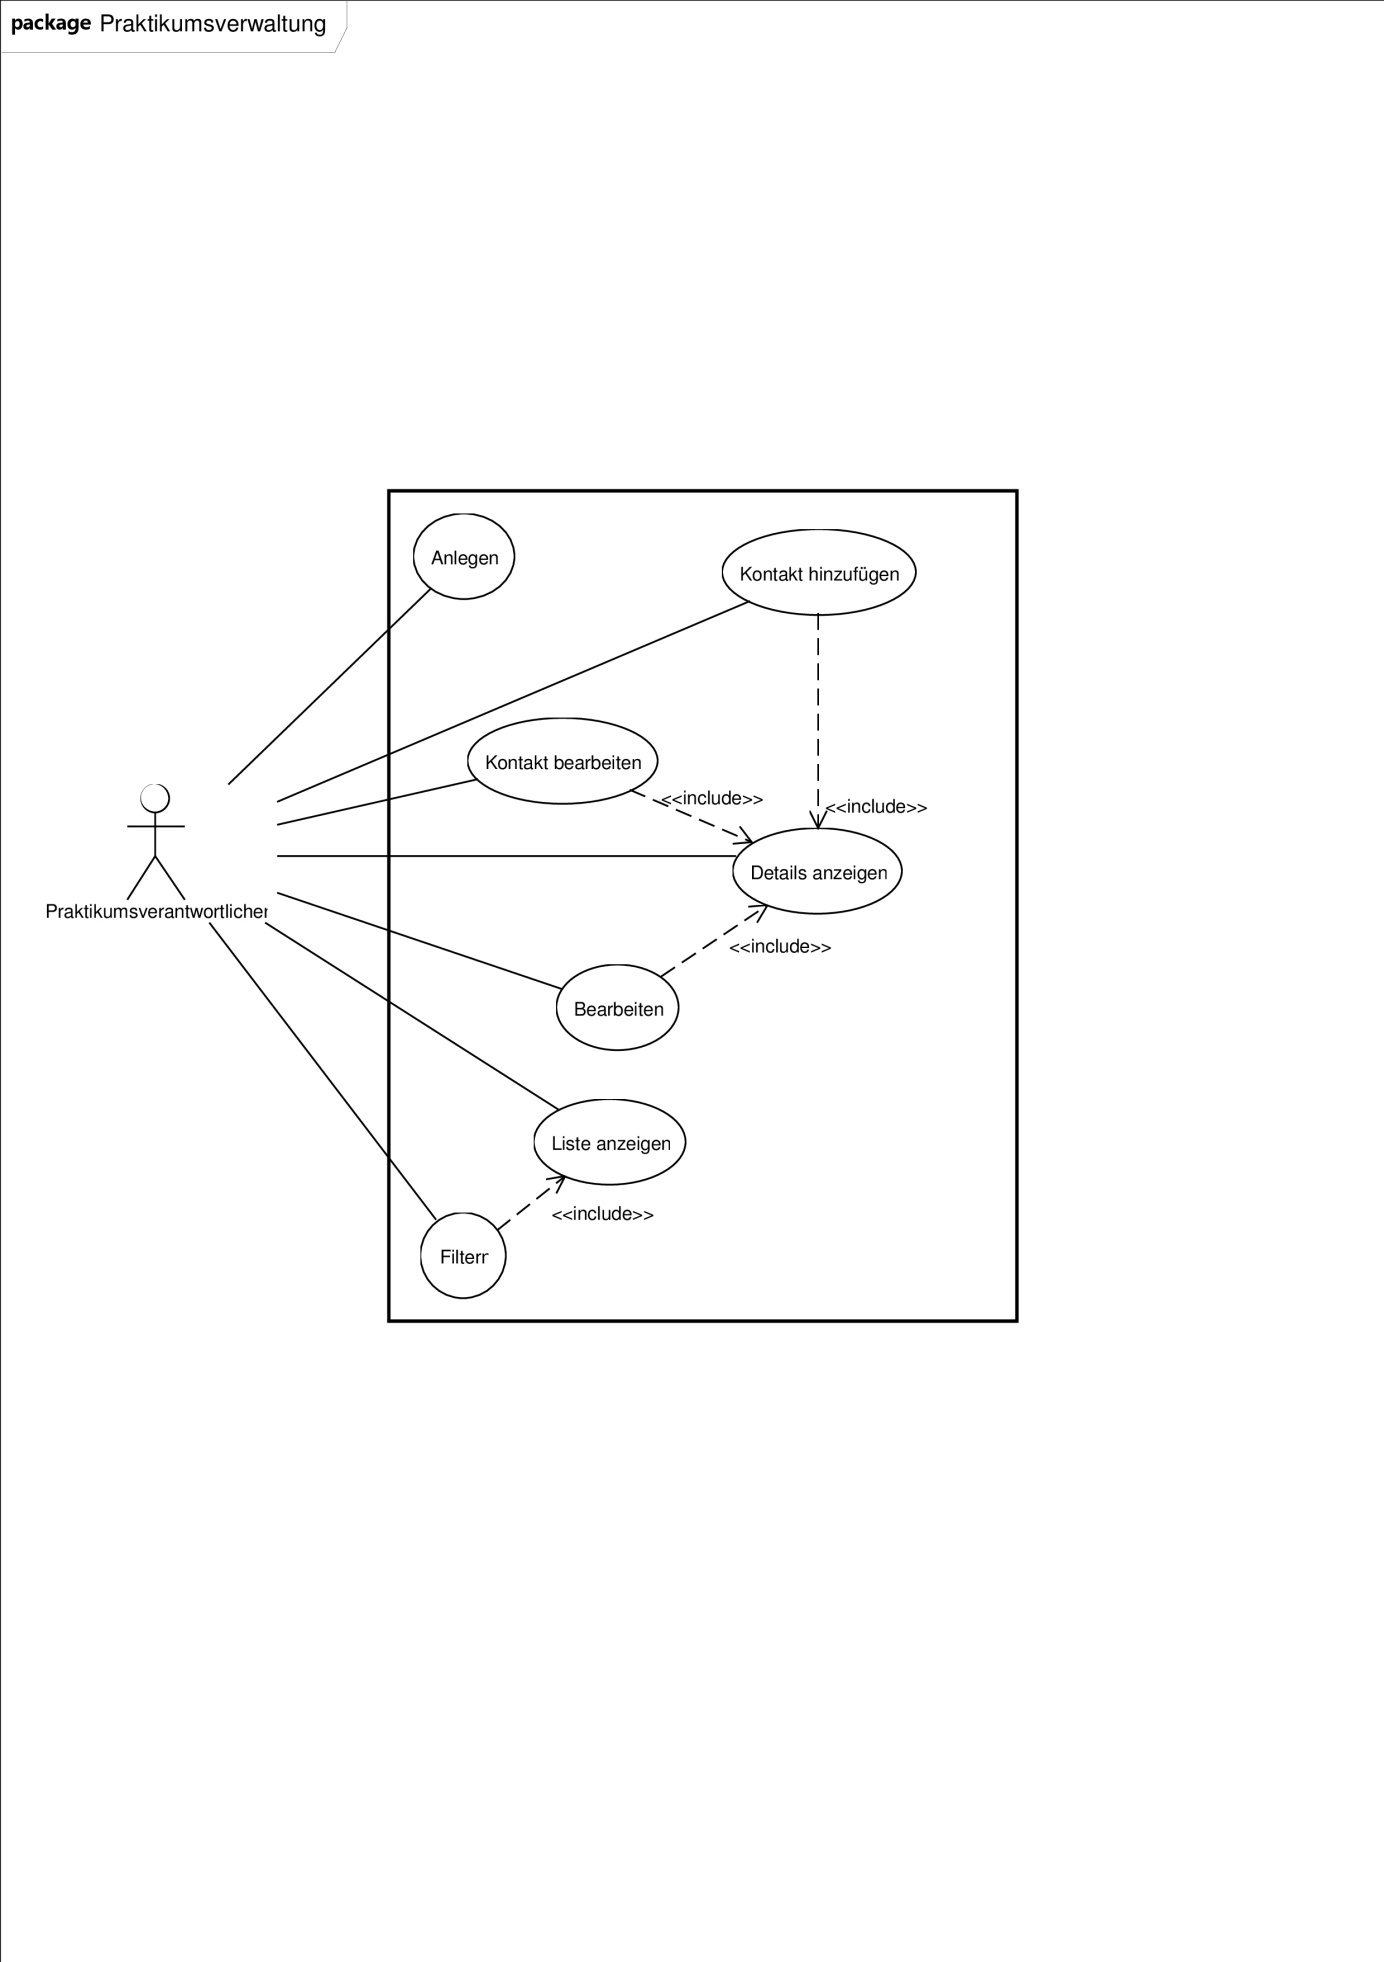 package Praktikumsverwaltung
Anlegen
Kontakt hinzufügen
Kontakt bearbeiten
<<include>>
<<include>>
Details anzeigen
Praktikumsverantwortlicher
<<include>>
Bearbeiten
Liste anzeigen
<<include>>
Filtern